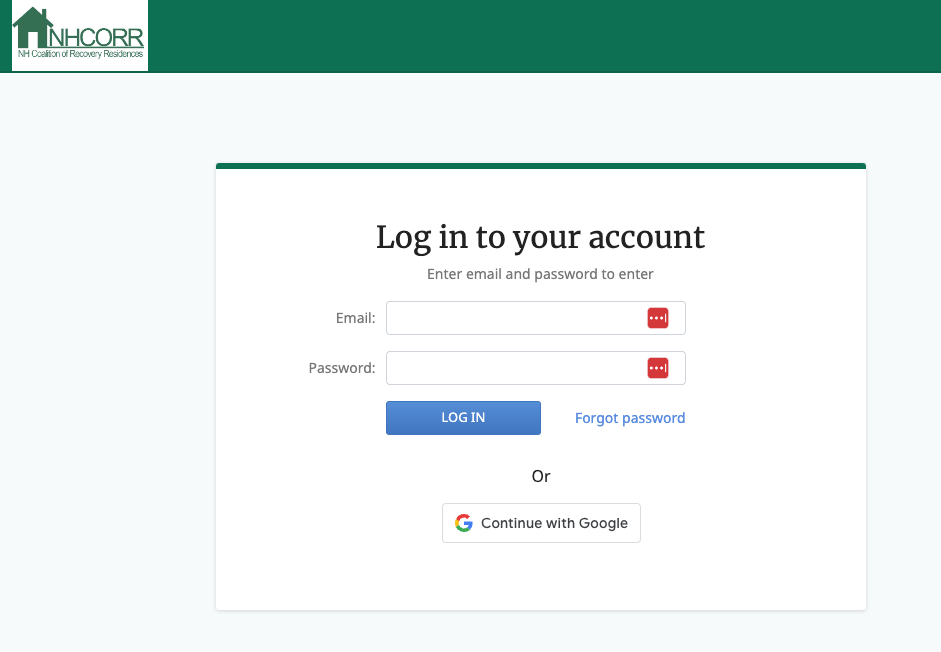 NHCORR
NH Coalition of Recovery Residences
Log in to your account
Enter email and password to enter
Email:
Password:
LOG IN
Forgot password
Or
Continue with Google